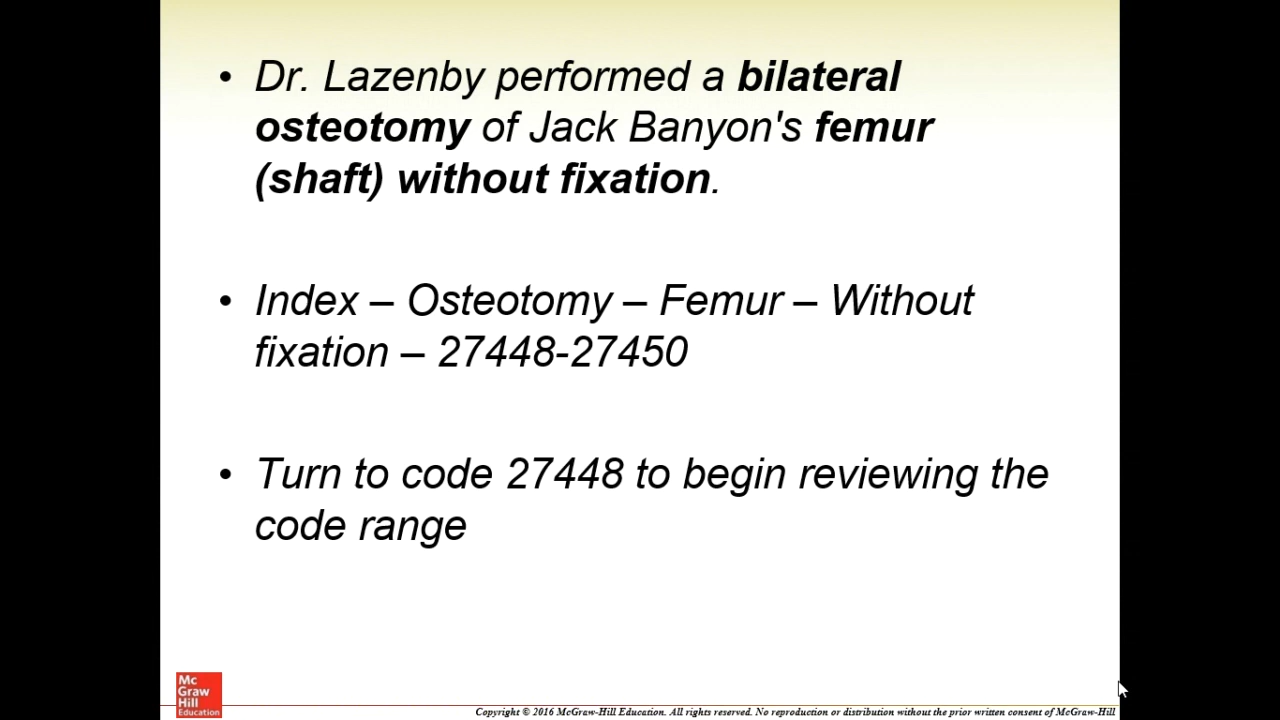 • Dr. Lazenby performed a bilateral
osteotomy of Jack Banyon's femur
(shaft) without fixation.
• Index – Osteotomy – Femur – Without
fixation – 27448-27450
• Turn to code 27448 to begin reviewing the
code range
Mc
Graw
Hill
Education
Copyright © 2016 McGraw-Hill Education. All rights reserved. No reproduction or distribution without the prior written consent of McGraw-Hill